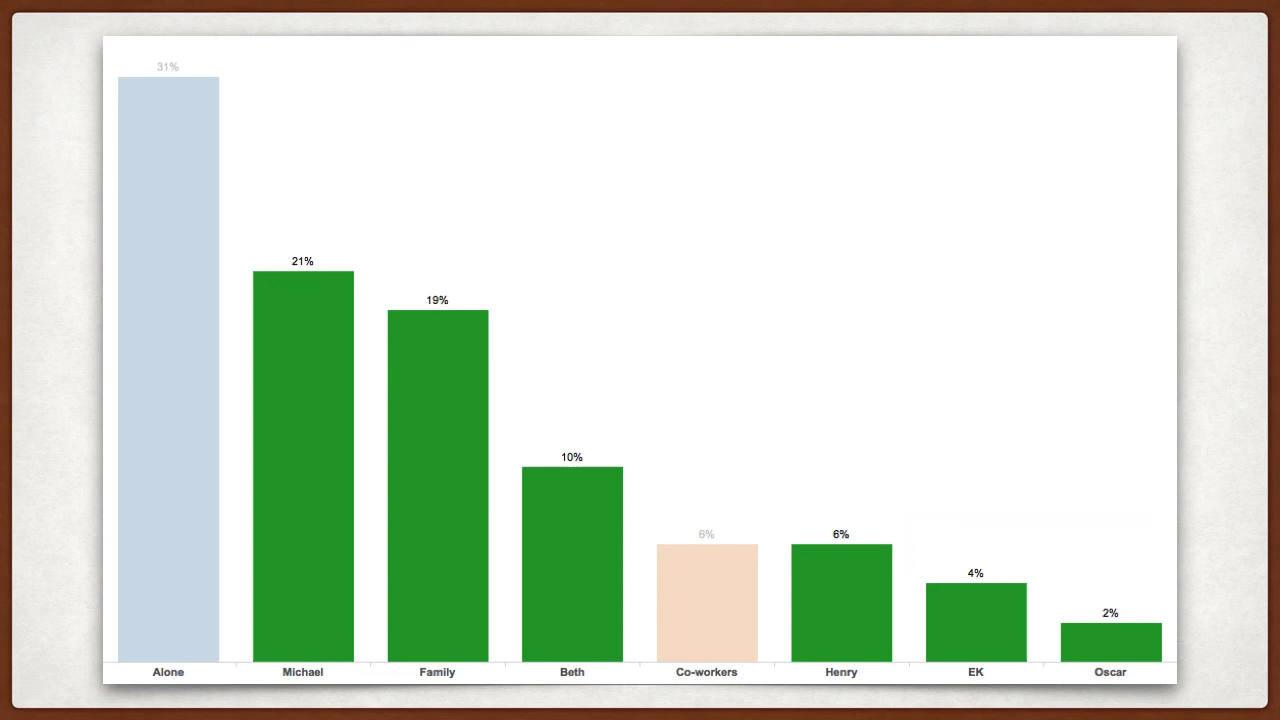 31%
21%
19%
10%
6%
6%
4%
2%
Alone
Michael
Family
Beth
Co-workers
Henry
EK
Oscar